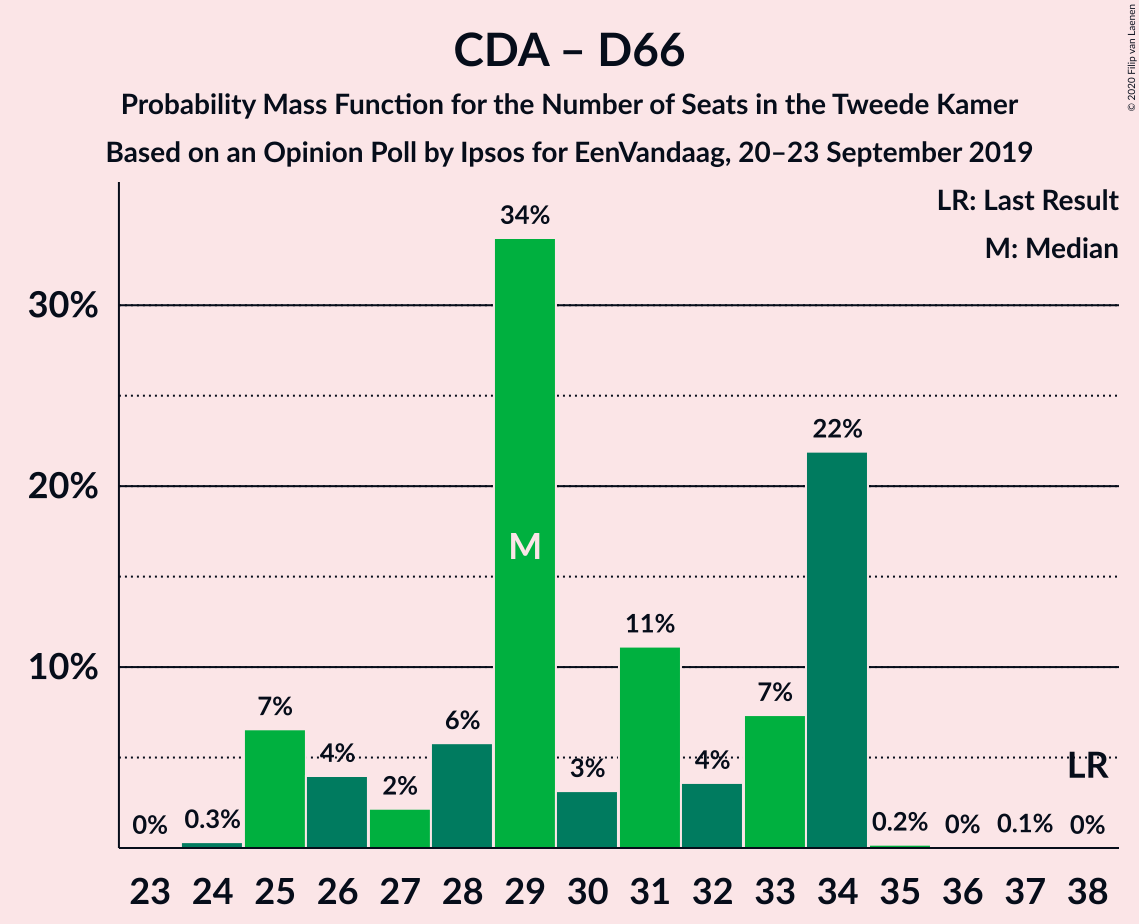 CDA – D66
Probability Mass Function for the Number of Seats in the Tweede Kamer
Based on an Opinion Poll by Ipsos for EenVandaag, 20–23 September 2019
© 2020 Filip van Laenen
LR: Last Result
M: Median
30%
20%
10%
0%
0.3%
7%
4%
2%
6%
34%
M
3%
11%
4%
7%
22%
0.2%
0%
0.1%
0%
LR
23 24 25 26 27 28 29 30 31 32 33 34 35 36 37 38